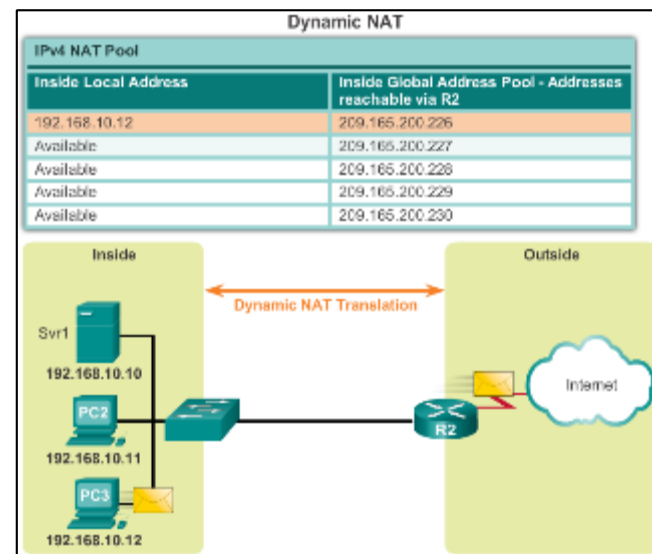 Dynamic NAT
IPv4 NAT Pool
Inside Local Address
Inside Global Address Pool - Addresses
reachable via R2
192.168.10.12
209.165.200.226
Available
209.165.200.227
Available
209.165.200.228
Available
209.165.200.229
Available
209.165.200.230
Inside
Outside
Dynamic NAT Translation
Svr1
192.168.10.10
PC2
192.168.10.11
PC3
192.168.10.12
R2
Internet